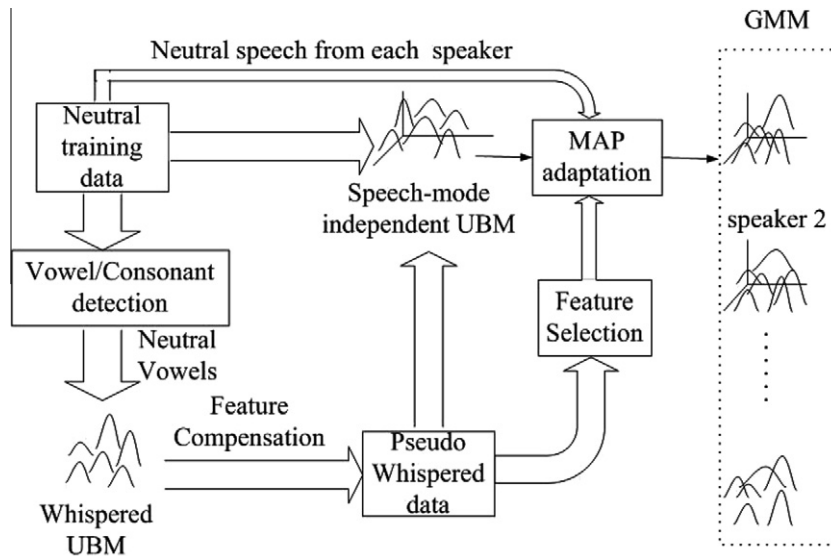 GMM
Neutral speech from each speaker
Neutral
training
data
MAP
adaptation
Speech-mode
independent UBM
speaker 2
Vowel/Consonant
detection
Feature
Selection
Neutral
Vowels
Feature
Compensation
Pseudo
Whispered
data
Whispered
UBM